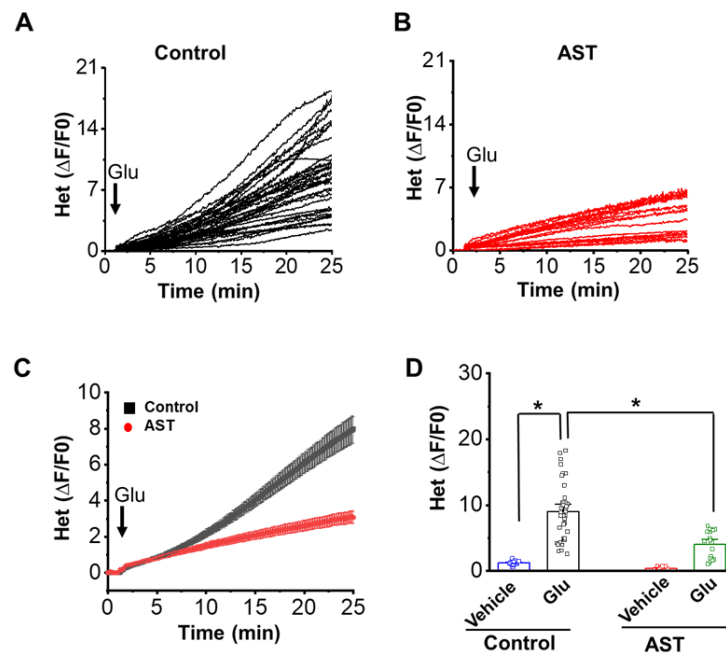 A
Control
Het (ΔF/F0)
21
14
7
0
Glu
0 5 10 15 20 25
Time (min)
B
AST
Het (ΔF/F0)
21
14
7
0
Glu
0 5 10 15 20 25
Time (min)
C
Het (ΔF/F0)
10
8
6
4
2
0
Control
AST
Glu
0 5 10 15 20 25
Time (min)
D
Het (ΔF/F0)
30
20
10
0
*
*
Vehicle Glu Vehicle Glu
Control AST